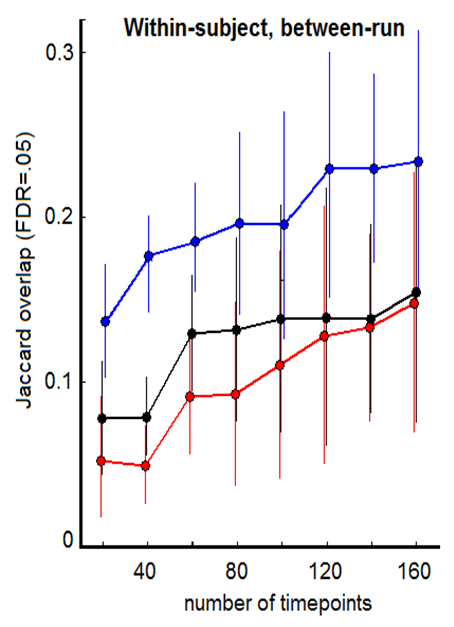 Within-subject, between-run
Jaccard overlap (FDR=.05)
0.3
0.2
0.1
0
40 80 120 160
number of timepoints